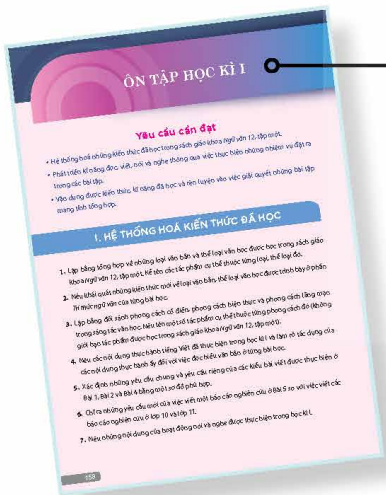 ÔN TẬP HỌC KÌ I
Yêu cầu cần đạt
• Hệ thống hoá những kiến thức đã học trong sách giáo khoa Ngữ văn 12, tập một.
• Phát triển kĩ năng đọc, viết, nói và nghe thông qua việc thực hiện những nhiệm vụ đặt ra
trong các bài tập.
• Vận dụng được kiến thức, kĩ năng đã học và rèn luyện vào việc giải quyết những bài tập
mang tính tổng hợp.
I. HỆ THỐNG HOÁ KIẾN THỨC ĐÃ HỌC
1. Lập bảng tổng hợp về những loại văn bản và thể loại văn học được học trong sách giáo
khoa Ngữ văn 12, tập một. Kể tên các tác phẩm cụ thể thuộc từng loại, thể loại đó.
2. Nêu khái quát những kiến thức mới về loại văn bản, thể loại văn học được trình bày ở phần
Tri thức ngữ văn của từng bài học.
3. Lập bảng đối sánh phong cách cổ điển, phong cách hiện thực và phong cách lãng mạn
trong sáng tác văn học. Nêu tên một số tác phẩm cụ thể thuộc từng phong cách đó (không
giới hạn tác phẩm được học trong sách giáo khoa Ngữ văn 12, tập một).
4. Nêu các nội dung thực hành tiếng Việt đã thực hiện trong học kì I và làm rõ tác dụng của
các nội dung thực hành ấy đối với việc đọc hiểu văn bản ở từng bài học.
5. Xác định những yêu cầu chung và yêu cầu riêng của các kiểu bài viết được thực hiện ở
Bài 1, Bài 2 và Bài 4 bằng một sơ đồ phù hợp.
6. Chỉ ra những yêu cầu mới của việc viết một báo cáo nghiên cứu ở Bài 5 so với việc viết các
báo cáo nghiên cứu ở lớp 10 và lớp 11.
7. Nêu những nội dung của hoạt động nói và nghe được thực hiện trong học kì I.